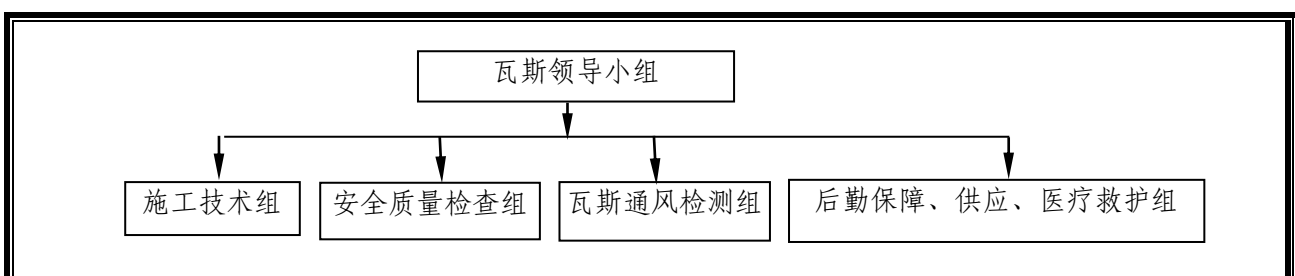 瓦斯领导小组
施工技术组
安全质量检查组
瓦斯通风检测组
后勤保障、供应、医疗救护组